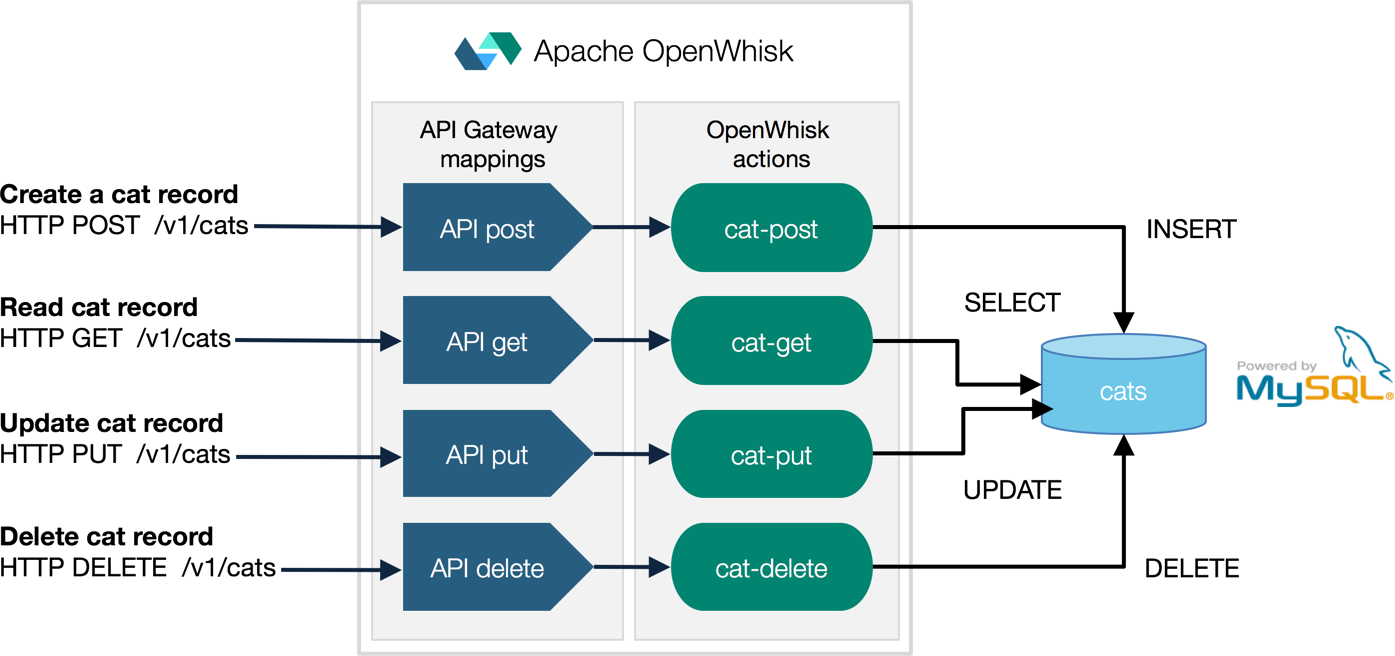 Apache OpenWhisk
API Gateway
mappings
OpenWhisk
actions
Create a cat record
HTTP POST  /v1/cats
API post
cat-post
INSERT
Read cat record
HTTP GET  /v1/cats
API get
cat-get
SELECT
Update cat record
HTTP PUT  /v1/cats
API put
cat-put
UPDATE
Delete cat record
HTTP DELETE  /v1/cats
API delete
cat-delete
DELETE
cats
Powered by
MySQL®